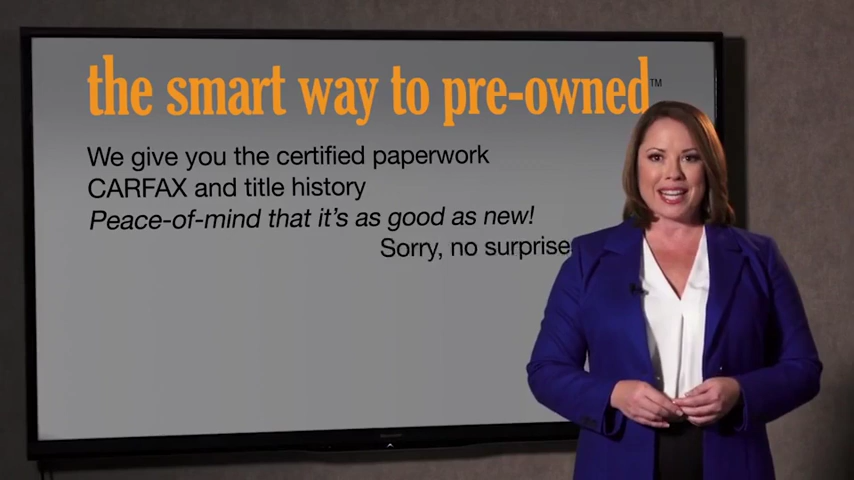 the smart way to pre-owned™
We give you the certified paperwork
CARFAX and title history
Peace-of-mind that it's as good as new!
Sorry, no surprise